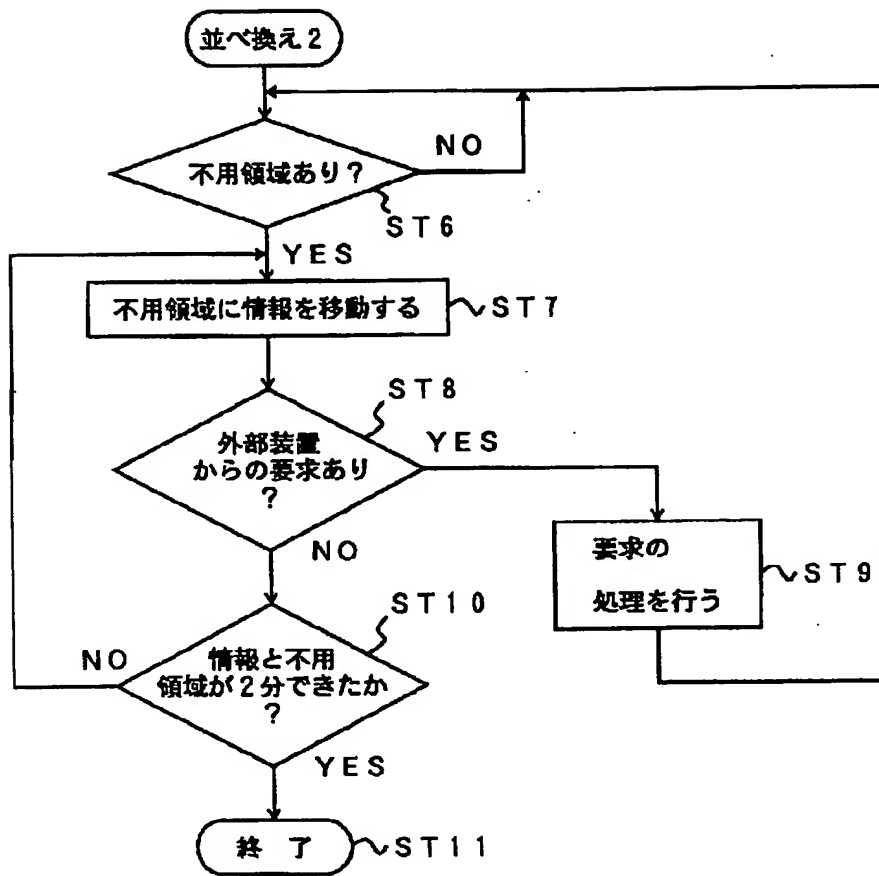 並べ換え2
不用領域あり?
NO
ST6
YES
不用領域に情報を移動する
ST7
ST8
外部装置
からの要求あり
?
YES
NO
要求の
処理を行う
ST9
ST10
NO
情報と不用
領域が2分できたか
?
YES
終 了
ST11